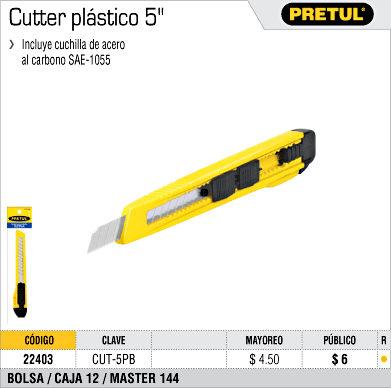 Cutter plástico 5"
PRETUL®
❯ Incluye cuchilla de acero
al carbono SAE-1055
PRETUL
CÓDIGO CLAVE MAYOREO PÚBLICO R
22403 CUT-5PB $ 4.50 $ 6 ●
BOLSA / CAJA 12 / MASTER 144